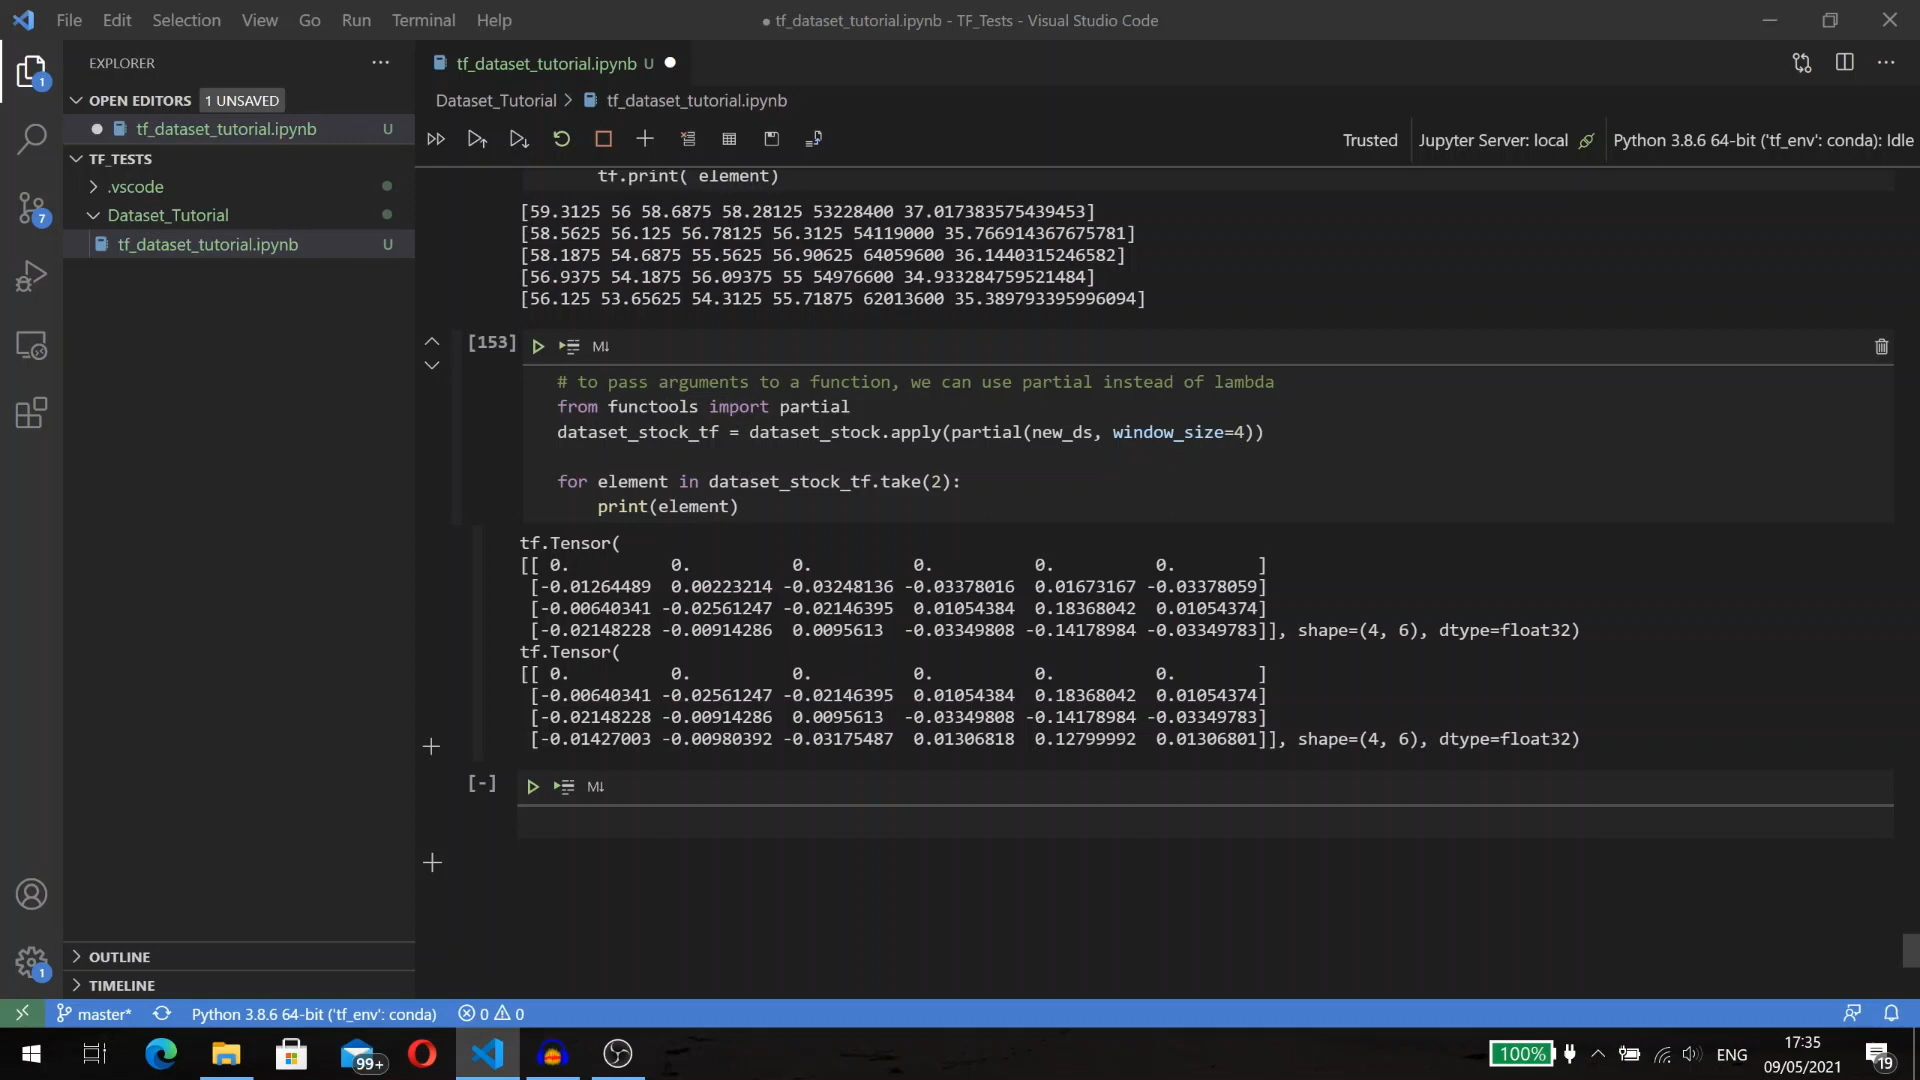 File Edit Selection View Go Run Terminal Help
● tf_dataset_tutorial.ipynb - TF_Tests - Visual Studio Code
EXPLORER
tf_dataset_tutorial.ipynb U
OPEN EDITORS 1 UNSAVED
Dataset_Tutorial > tf_dataset_tutorial.ipynb
tf_dataset_tutorial.ipynb U
Trusted Jupyter Server: local Python 3.8.6 64-bit ('tf_env': conda): Idle
TF_TESTS
.vscode
Dataset_Tutorial
tf_dataset_tutorial.ipynb U
tf.print( element)
[59.3125 56 58.6875 58.28125 53228400 37.017383575439453]
[58.5625 56.125 56.78125 56.3125 54119000 35.766914367675781]
[58.1875 54.6875 55.5625 56.90625 64059600 36.1440315246582]
[56.9375 54.1875 56.09375 55 54976600 34.933284759521484]
[56.125 53.65625 54.3125 55.71875 62013600 35.389793395996094]
[153] M↓
# to pass arguments to a function, we can use partial instead of lambda
from functools import partial
dataset_stock_tf = dataset_stock.apply(partial(new_ds, window_size=4))
for element in dataset_stock_tf.take(2):
print(element)
tf.Tensor(
[[ 0. 0. 0. 0. 0. 0. ]
[-0.01264489 0.00223214 -0.03248136 -0.03378016 0.01673167 -0.03378059]
[-0.00640341 -0.02561247 -0.02146395 0.01054384 0.18368042 0.01054374]
[-0.02148228 -0.00914286 0.0095613 -0.03349808 -0.14178984 -0.03349783]], shape=(4, 6), dtype=float32)
tf.Tensor(
[[ 0. 0. 0. 0. 0. 0. ]
[-0.00640341 -0.02561247 -0.02146395 0.01054384 0.18368042 0.01054374]
[-0.02148228 -0.00914286 0.0095613 -0.03349808 -0.14178984 -0.03349783]
[-0.01427003 -0.00980392 -0.03175487 0.01306818 0.12799992 0.01306801]], shape=(4, 6), dtype=float32)
[-] M↓
1
7
1
OUTLINE
TIMELINE
master* Python 3.8.6 64-bit ('tf_env': conda) 0 0
99+
100% ENG
17:35
09/05/2021
19